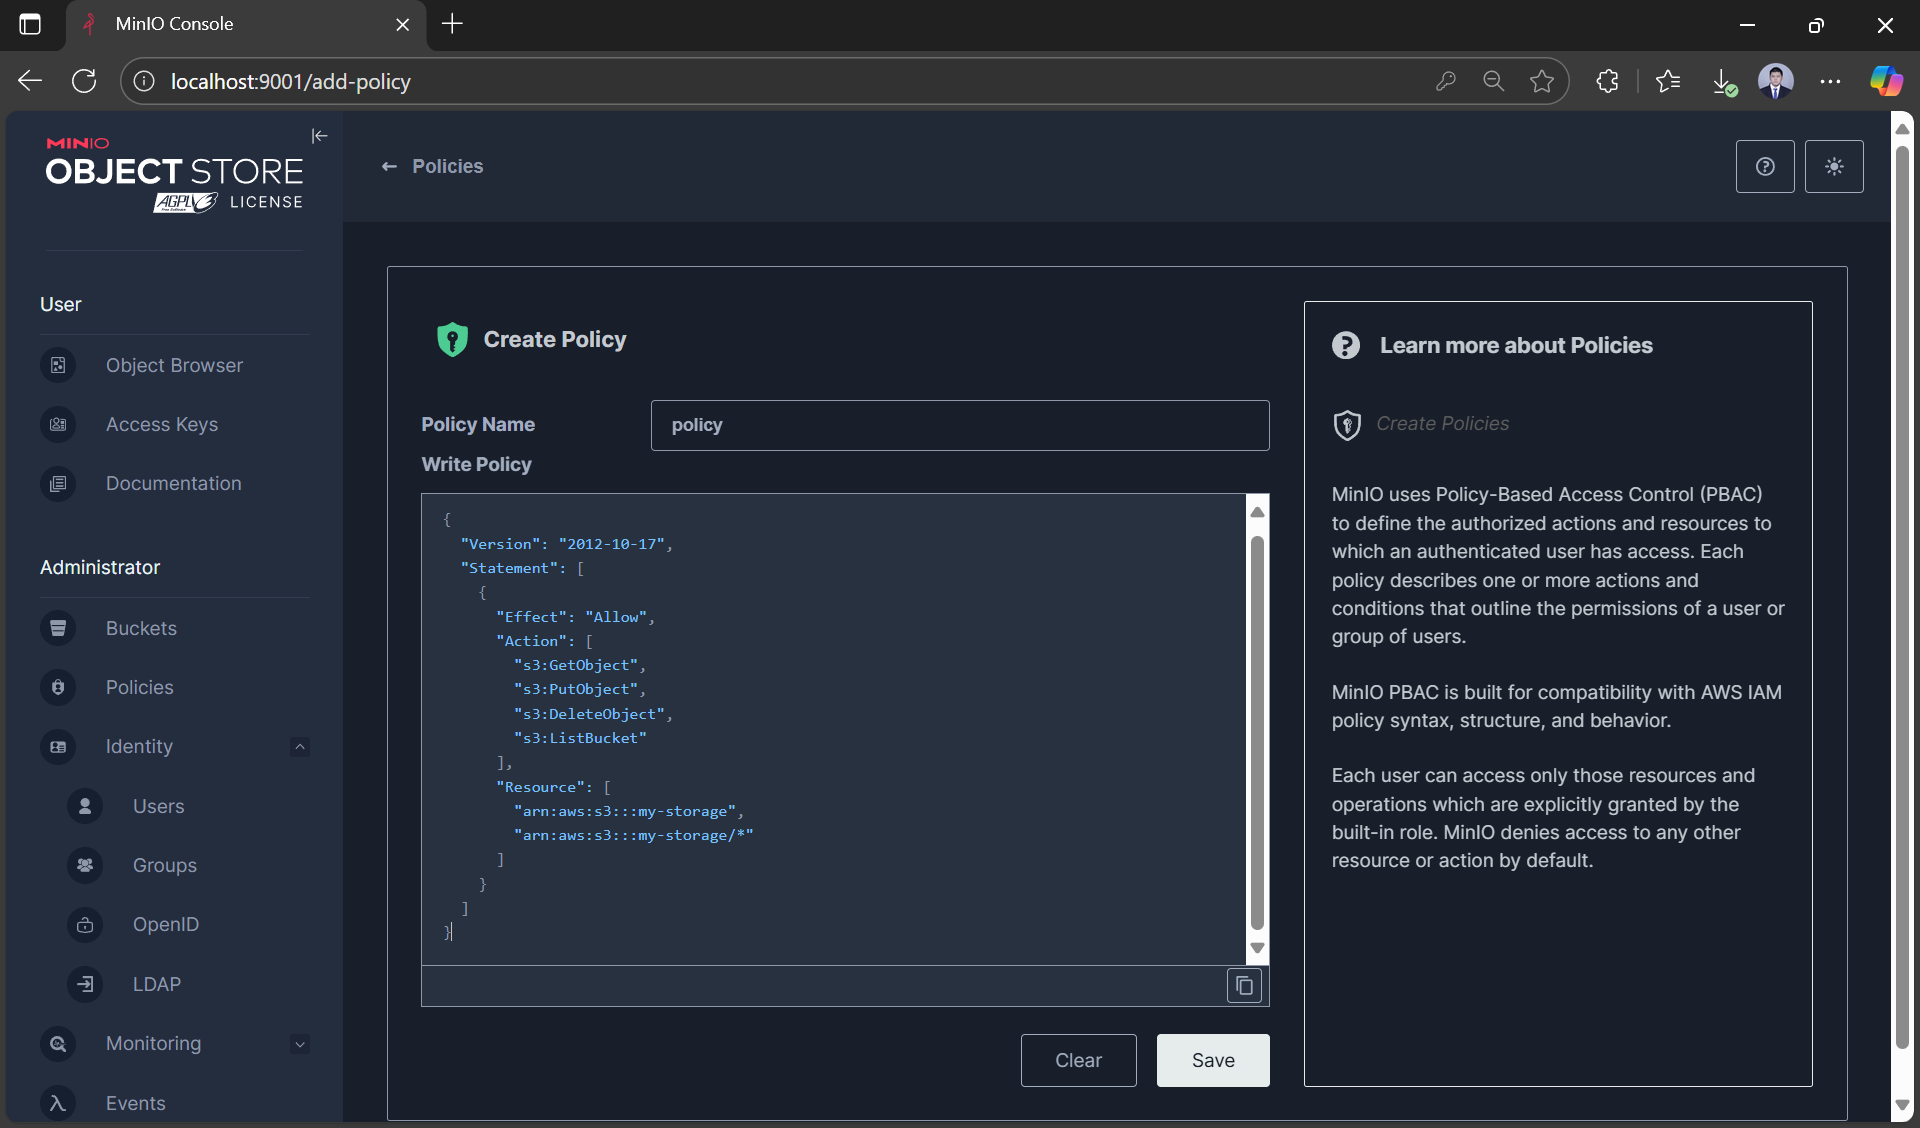 MinIO Console
localhost:9001/add-policy
MINIO
OBJECT STORE
AGPLv3 LICENSE
Free Software
← Policies
User
Object Browser
Access Keys
Documentation
Administrator
Buckets
Policies
Identity
Users
Groups
OpenID
LDAP
Monitoring
Events
Create Policy
Policy Name
policy
Write Policy
{
"Version": "2012-10-17",
"Statement": [
{
"Effect": "Allow",
"Action": [
"s3:GetObject",
"s3:PutObject",
"s3:DeleteObject",
"s3:ListBucket"
],
"Resource": [
"arn:aws:s3:::my-storage",
"arn:aws:s3:::my-storage/*"
]
}
]
}
Clear
Save
Learn more about Policies
Create Policies
MinIO uses Policy-Based Access Control (PBAC)
to define the authorized actions and resources to
which an authenticated user has access. Each
policy describes one or more actions and
conditions that outline the permissions of a user or
group of users.
MinIO PBAC is built for compatibility with AWS IAM
policy syntax, structure, and behavior.
Each user can access only those resources and
operations which are explicitly granted by the
built-in role. MinIO denies access to any other
resource or action by default.